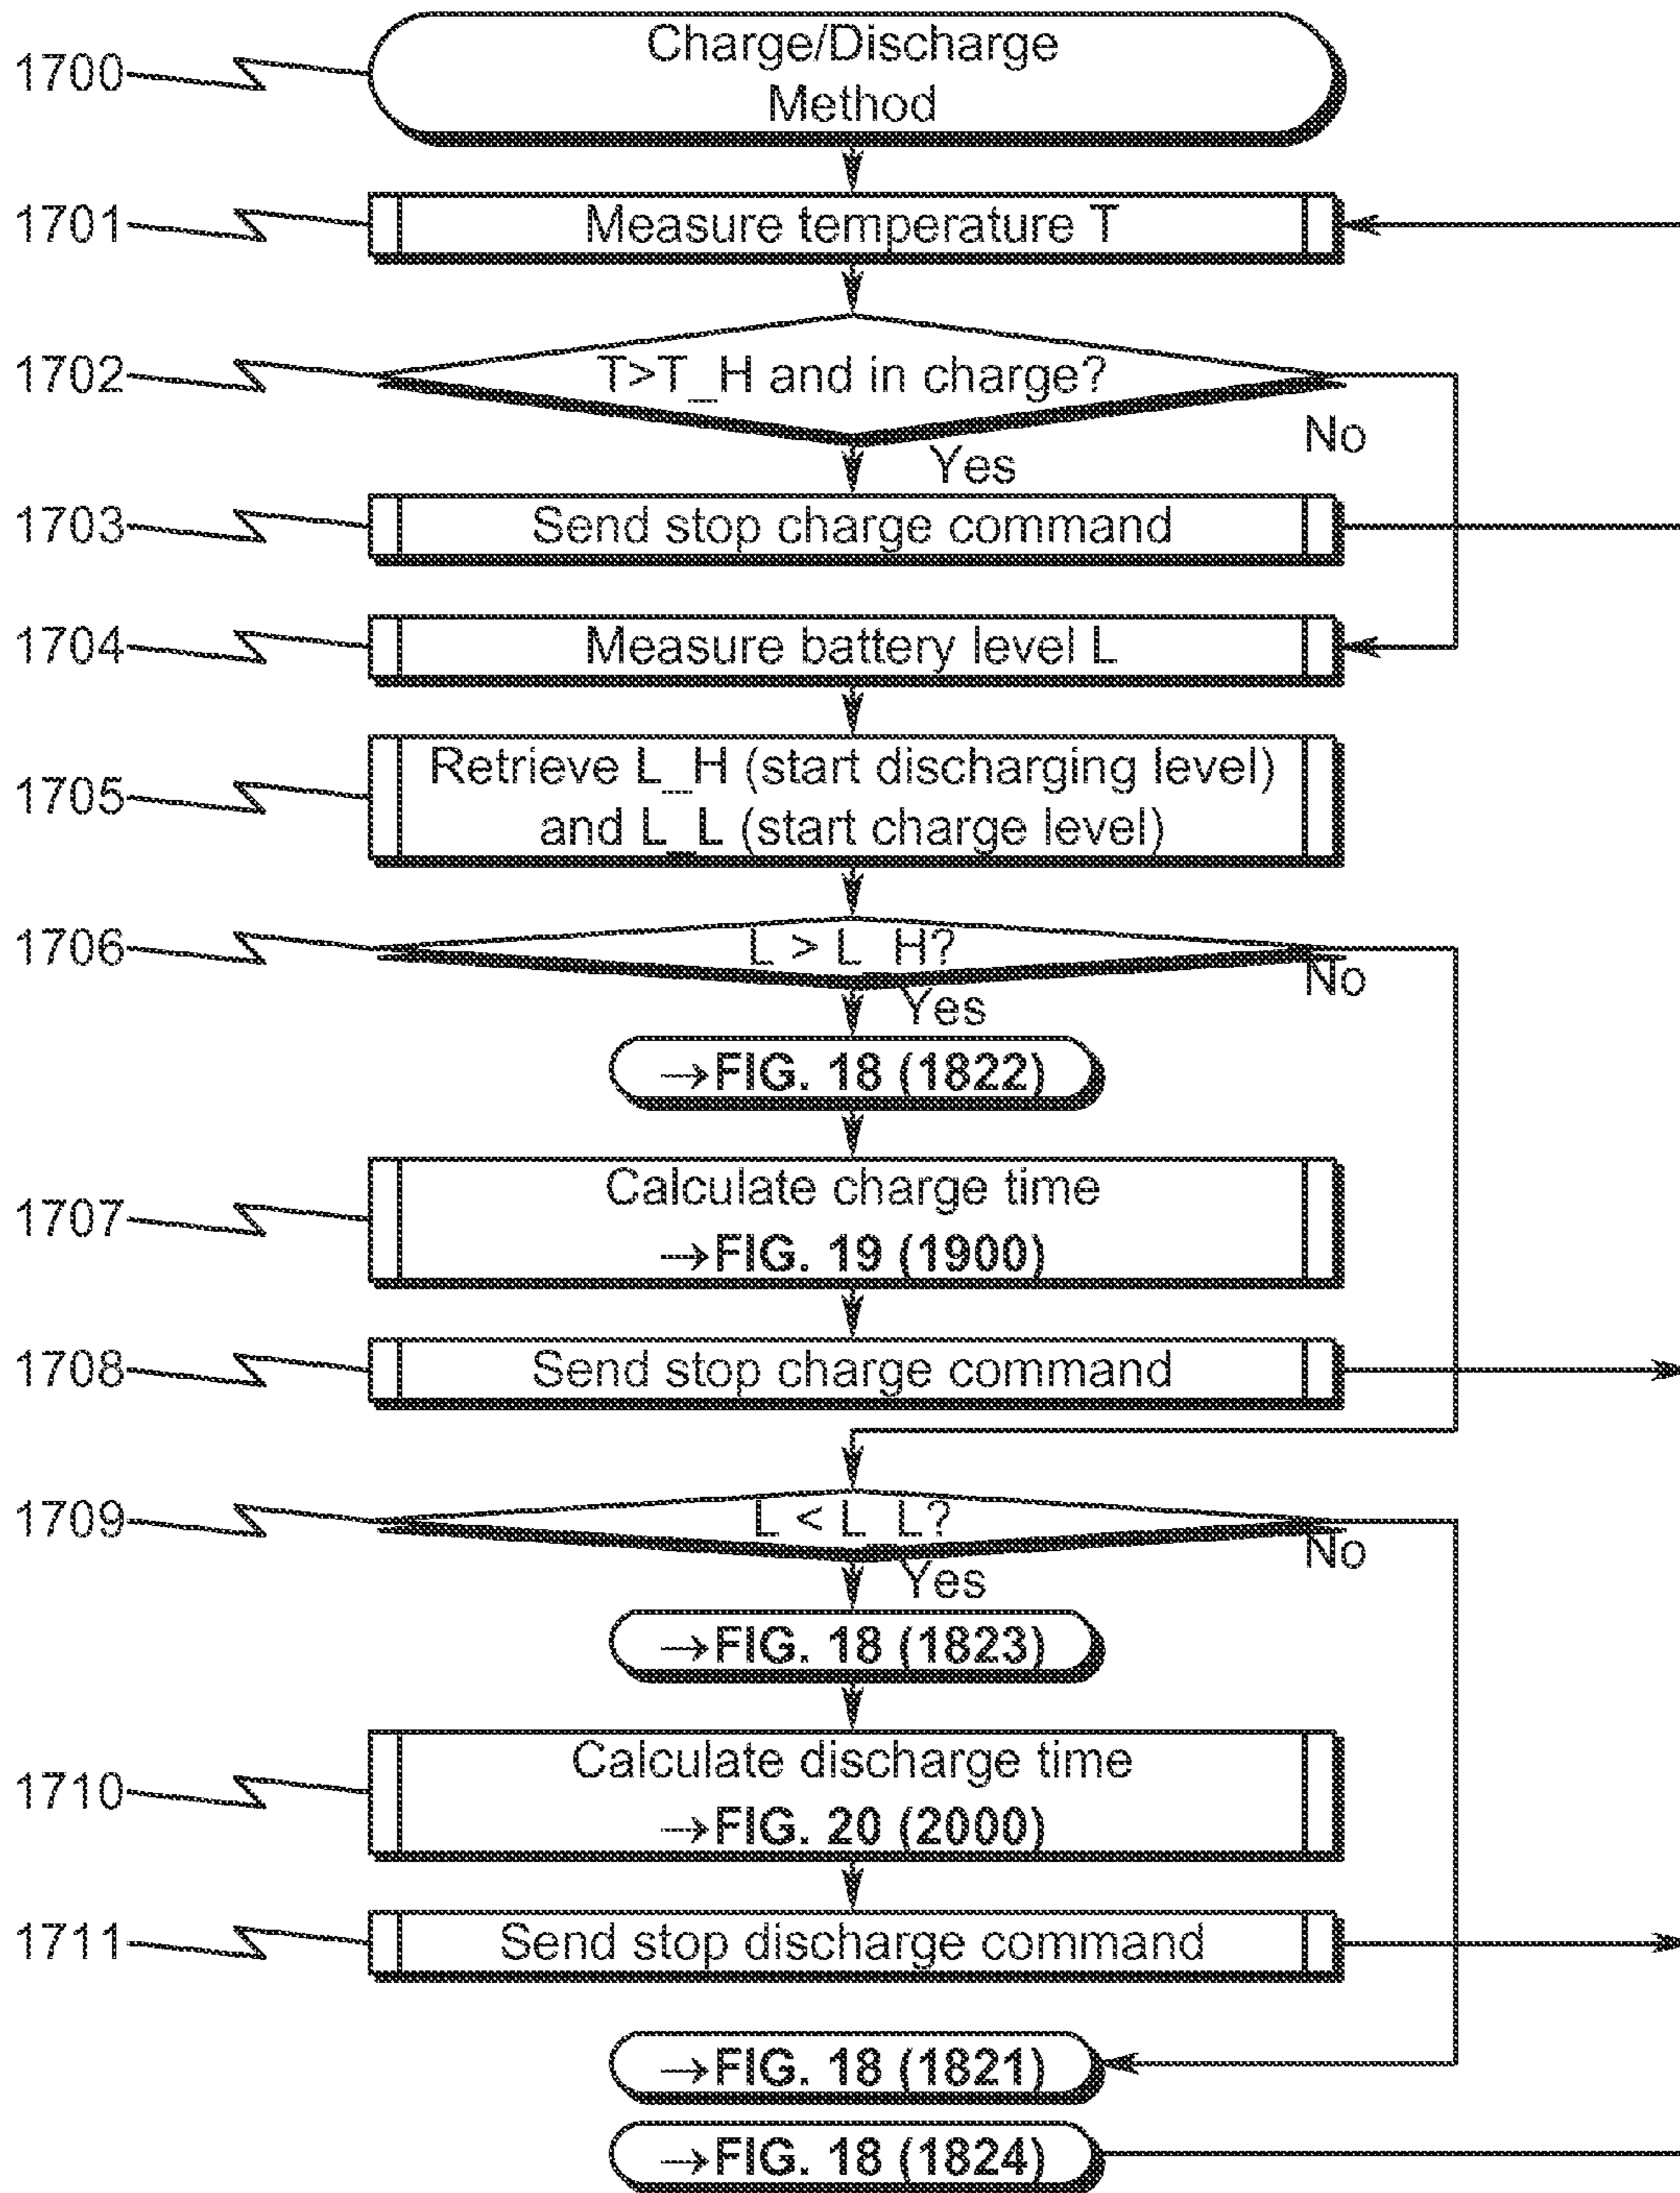 1700
Charge/Discharge
Method
1701
Measure temperature T
1702
T>T_H and in charge?
No
Yes
1703
Send stop charge command
1704
Measure battery level L
1705
Retrieve L_H (start discharging level)
and L_L (start charge level)
1706
L > L_H?
No
Yes
→FIG. 18 (1822)
1707
Calculate charge time
→FIG. 19 (1900)
1708
Send stop charge command
1709
L < L_L?
No
Yes
→FIG. 18 (1823)
1710
Calculate discharge time
→FIG. 20 (2000)
1711
Send stop discharge command
→FIG. 18 (1821)
→FIG. 18 (1824)